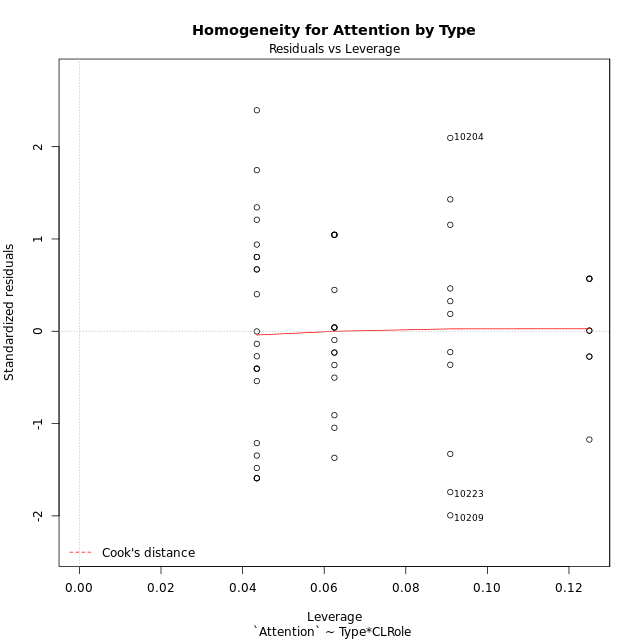 Homogeneity for Attention by Type
Residuals vs Leverage
Standardized residuals
2
1
0
-1
-2
10204
10223
10209
Cook's distance
0.00 0.02 0.04 0.06 0.08 0.10 0.12
Leverage
`Attention` ~ Type*CLRole